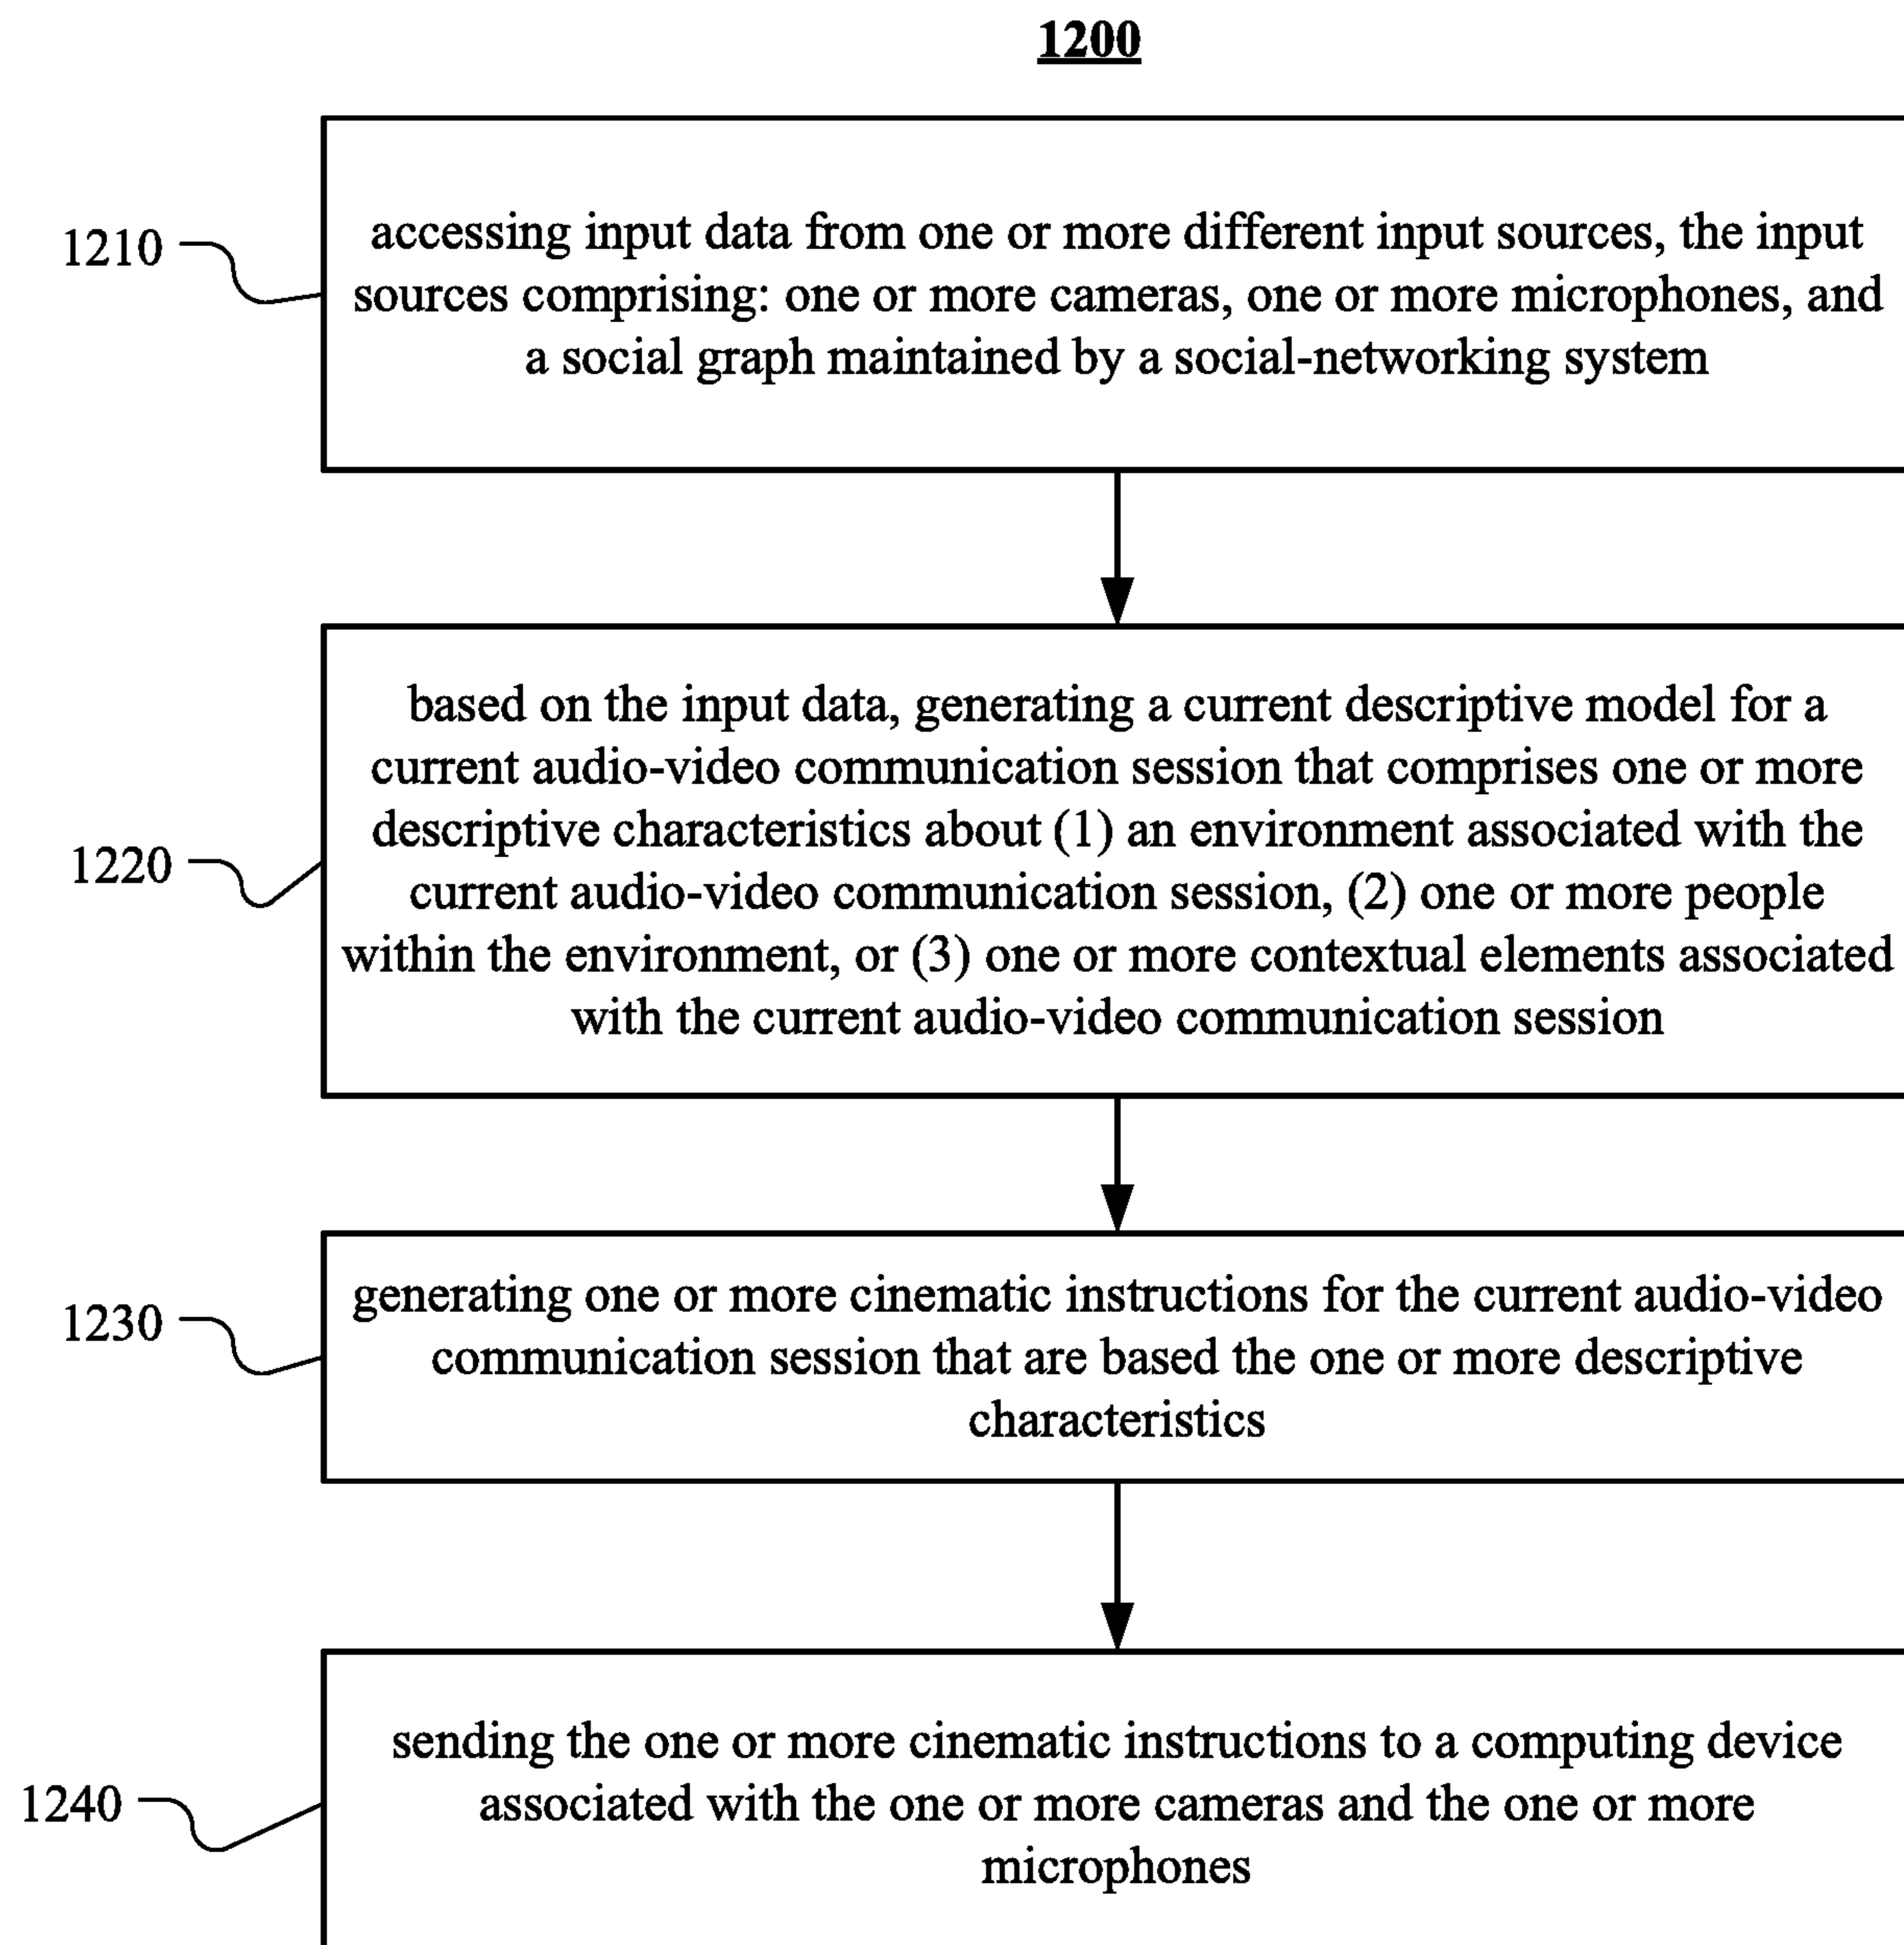 1200
1210
accessing input data from one or more different input sources, the input
sources comprising: one or more cameras, one or more microphones, and
a social graph maintained by a social-networking system
1220
based on the input data, generating a current descriptive model for a
current audio-video communication session that comprises one or more
descriptive characteristics about (1) an environment associated with the
current audio-video communication session, (2) one or more people
within the environment, or (3) one or more contextual elements associated
with the current audio-video communication session
1230
generating one or more cinematic instructions for the current audio-video
communication session that are based the one or more descriptive
characteristics
1240
sending the one or more cinematic instructions to a computing device
associated with the one or more cameras and the one or more
microphones